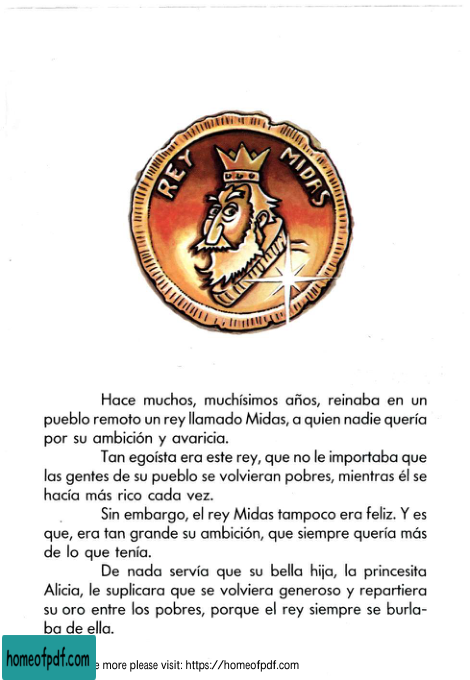 REY MIDAS
Hace muchos, muchísimos años, reinaba en un
pueblo remoto un rey llamado Midas, a quien nadie quería
por su ambición y avaricia.
Tan egoísta era este rey, que no le importaba que
las gentes de su pueblo se volvieran pobres, mientras él se
hacía más rico cada vez.
Sin embargo, el rey Midas tampoco era feliz. Y es
que, era tan grande su ambición, que siempre quería más
de lo que tenía.
De nada servía que su bella hija, la princesita
Alicia, le suplicara que se volviera generoso y repartiera
su oro entre los pobres, porque el rey siempre se burla-
ba de ella.
homeofpdf.com
e more please visit: https://homeofpdf.com